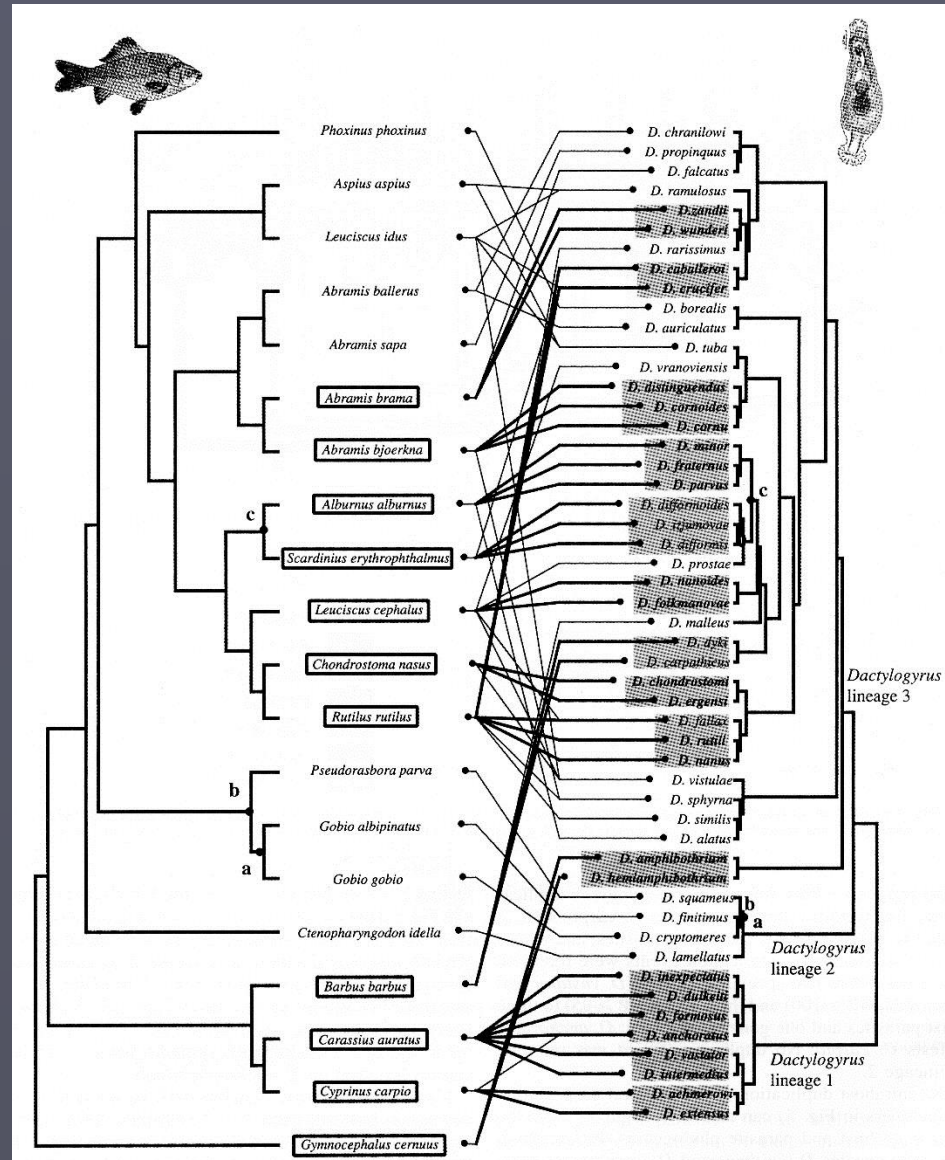 Phoxinus phoxinus
Aspius aspius
Leuciscus idus
Abramis ballerus
Abramis sapa
Abramis brama
Abramis bjoerkna
c
Alburnus alburnus
Scardinius erythrophthalmus
Leuciscus cephalus
Chondrostoma nasus
Rutilus rutilus
b
Pseudorasbora parva
Gobio albipinatus
a
Gobio gobio
Ctenopharyngodon idella
Barbus barbus
Carassius auratus
Cyprinus carpio
Gymnocephalus cernuus
D. chranilowi
D. propinquus
D. falcatus
D. ramulosus
D.zandti
D. wunderi
D. rarissimus
D. caballeroi
D. crucifer
D. borealis
D. auriculatus
D. tuba
D. vranoviensis
D. distinguendus
D. cornoides
D. cornu
D. minor
D. fraternus
D. parvus
c
D. difformoides
D. izjumovae
D. difformis
D. prostae
D. nanoides
D. folkmanovae
D. malleus
D. dyki
D. carpathicus
D. chondrostomi
D. ergensi
D. fallax
D. rutili
D. nanus
Dactylogyrus
lineage 3
D. vistulae
D. sphyrna
D. similis
D. alatus
D. amphibothrium
D. hemiamphibothrium
D. squameus
b
D. finitimus
a
D. cryptomeres
D. lamellatus
Dactylogyrus
lineage 2
D. inexpectatus
D. dulkeiti
D. formosus
D. anchoratus
D. vastator
D. intermedius
Dactylogyrus
lineage 1
D. achmerowi
D. extensus